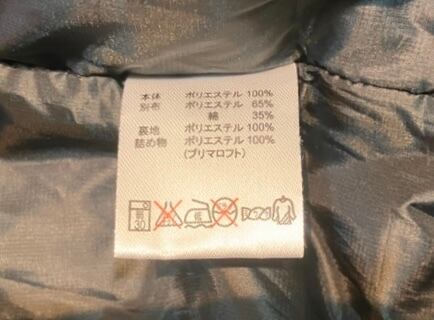 本体 ポリエステル 100%
別布 ポリエステル 65%
綿 35%
裏地 ポリエステル 100%
詰め物 ポリエステル 100%
(プリマロフト)
弱
30